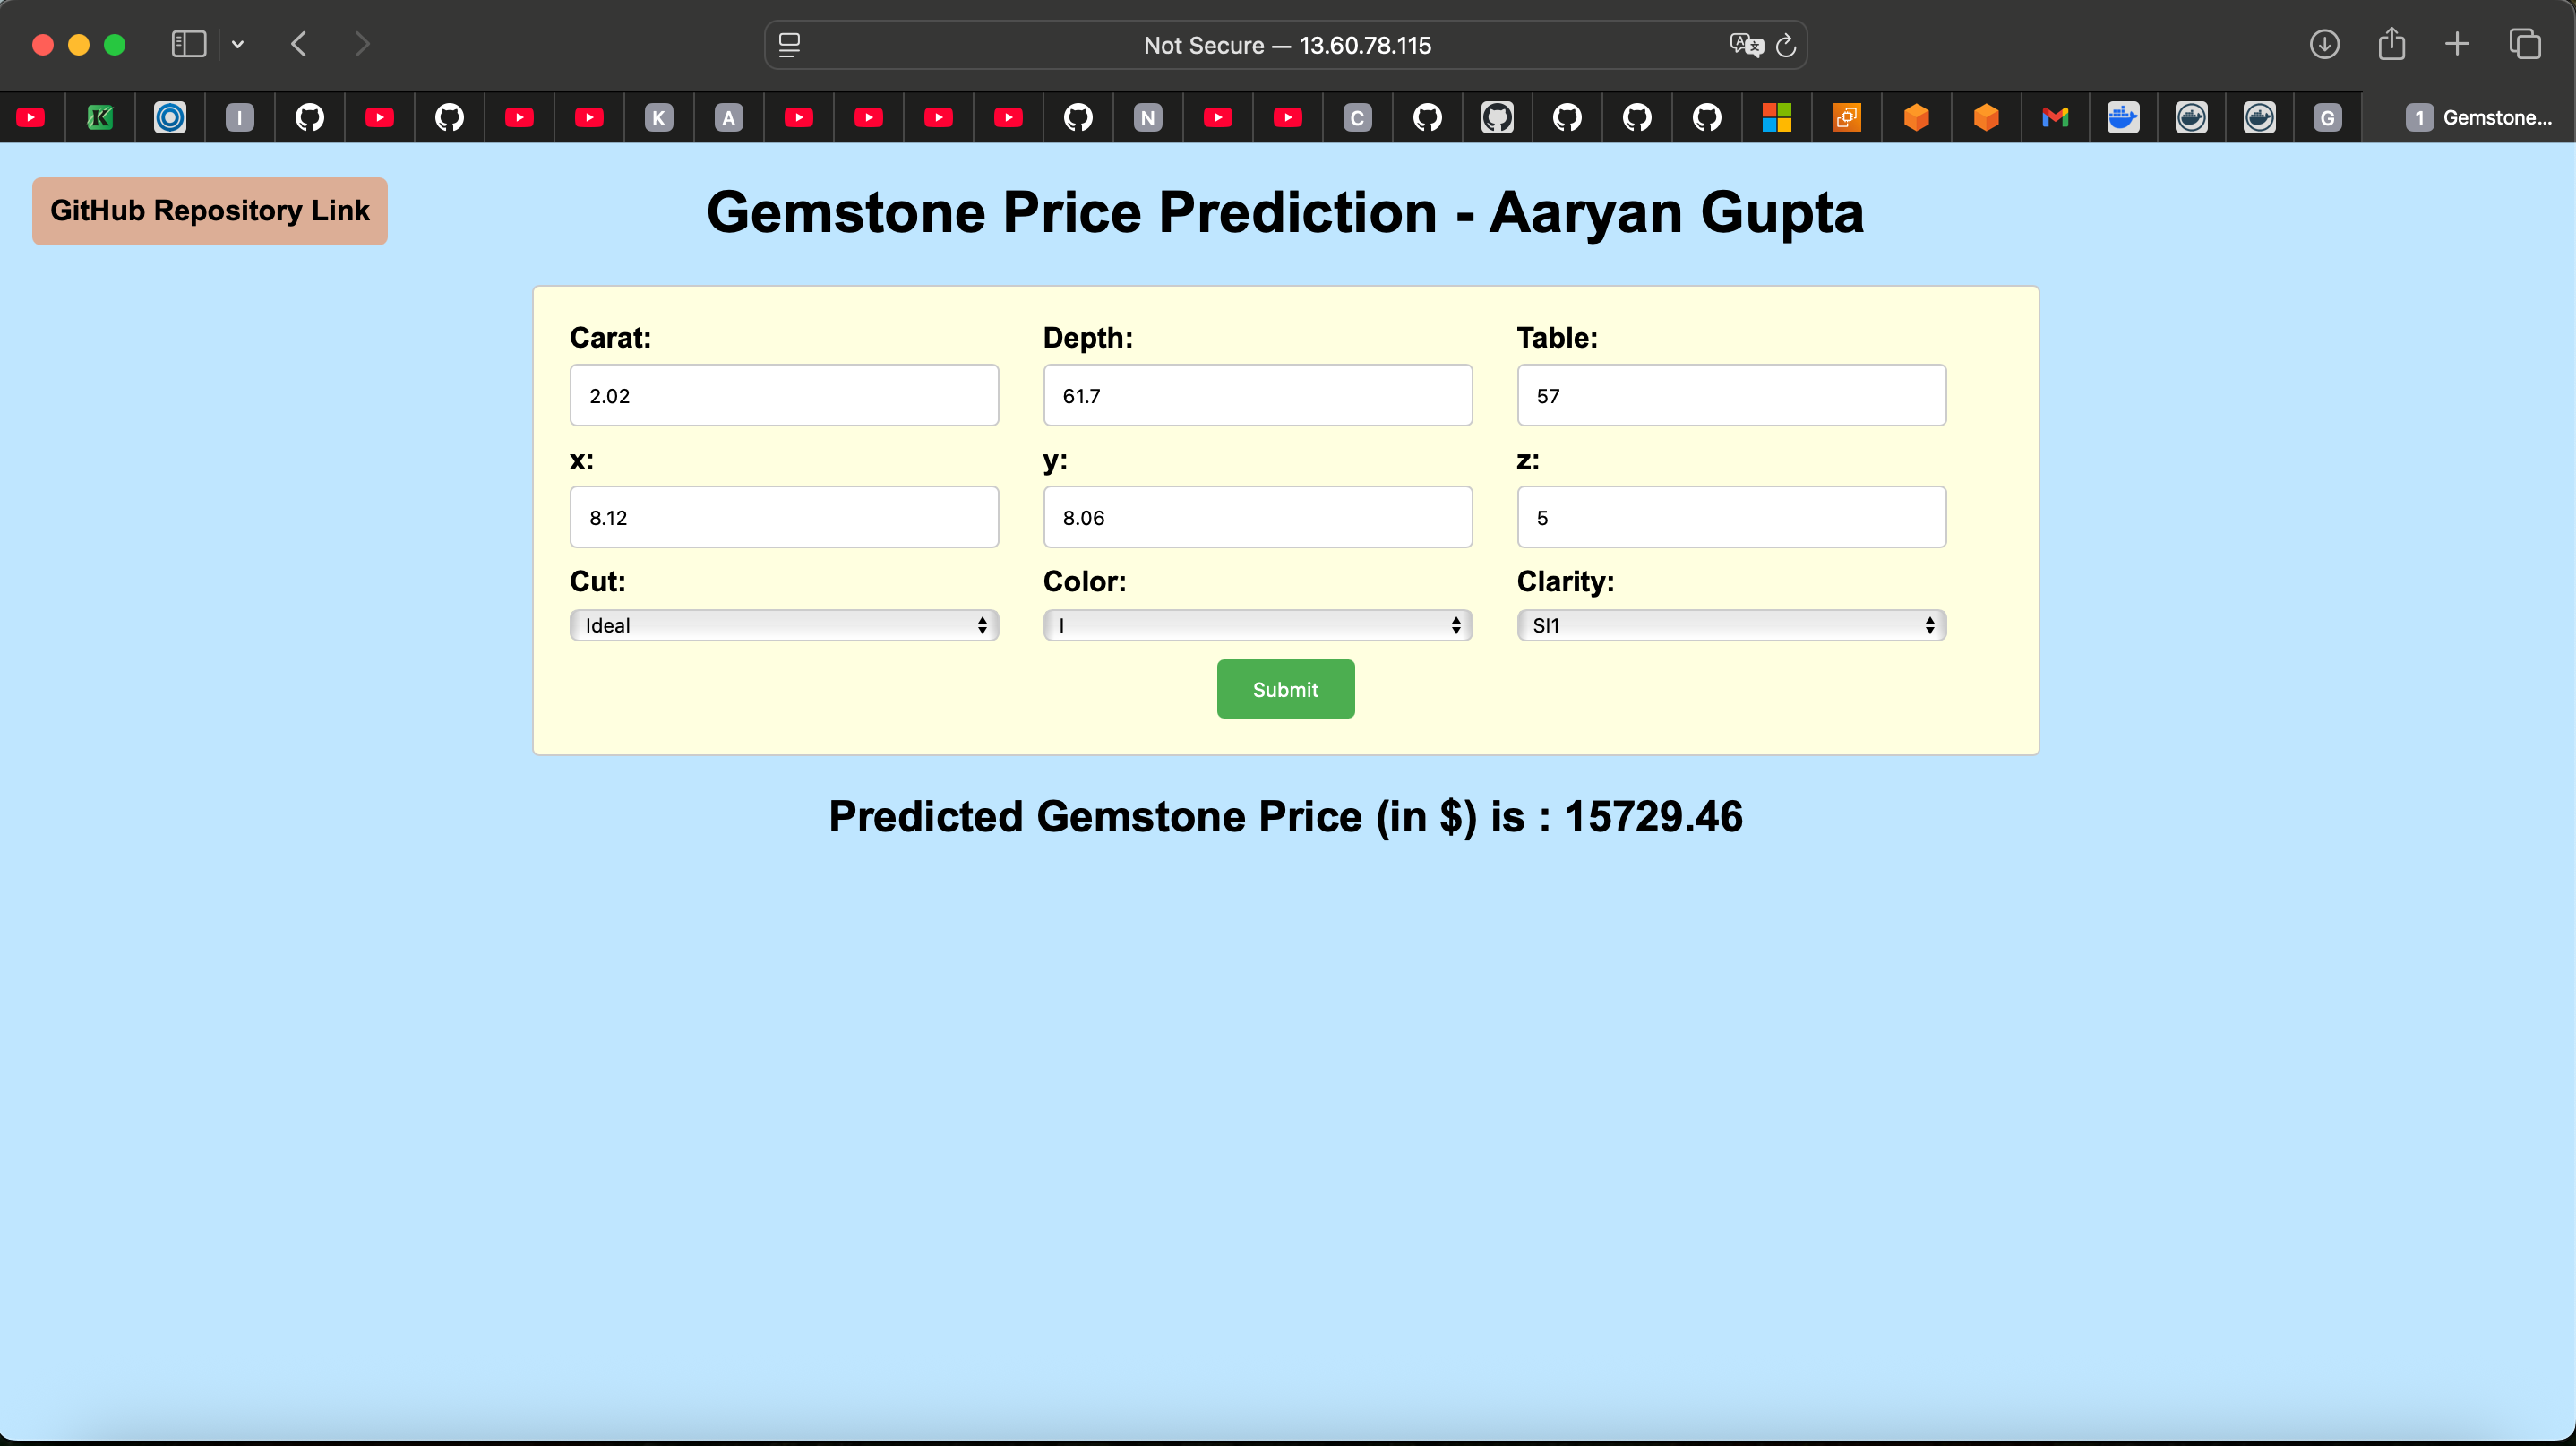 Not Secure — 13.60.78.115
I K A N C G 1 Gemstone...
GitHub Repository Link
Gemstone Price Prediction - Aaryan Gupta
Carat: Depth: Table:
2.02 61.7 57
x: y: z:
8.12 8.06 5
Cut: Color: Clarity:
Ideal I SI1
Submit
Predicted Gemstone Price (in $) is : 15729.46